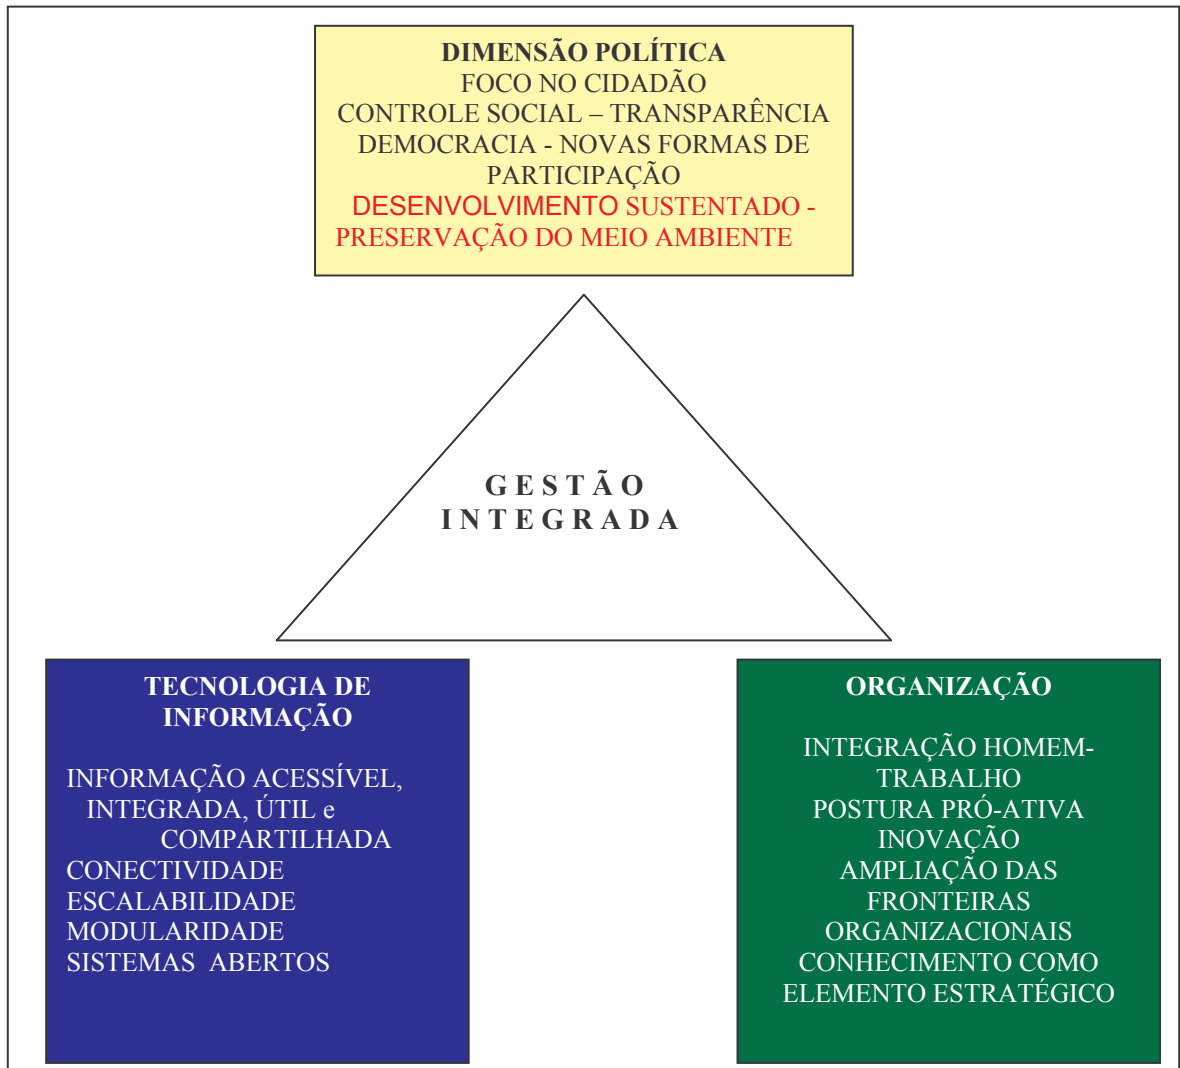 DIMENSÃO POLÍTICA
FOCO NO CIDADÃO
CONTROLE SOCIAL – TRANSPARÊNCIA
DEMOCRACIA - NOVAS FORMAS DE
PARTICIPAÇÃO
DESENVOLVIMENTO SUSTENTADO -
PRESERVAÇÃO DO MEIO AMBIENTE
G E S T Ã O
I N T E G R A D A
TECNOLOGIA DE
INFORMAÇÃO
INFORMAÇÃO ACESSÍVEL,
INTEGRADA, ÚTIL e
COMPARTILHADA
CONECTIVIDADE
ESCALABILIDADE
MODULARIDADE
SISTEMAS ABERTOS
ORGANIZAÇÃO
INTEGRAÇÃO HOMEM-
TRABALHO
POSTURA PRÓ-ATIVA
INOVAÇÃO
AMPLIAÇÃO DAS
FRONTEIRAS
ORGANIZACIONAIS
CONHECIMENTO COMO
ELEMENTO ESTRATÉGICO